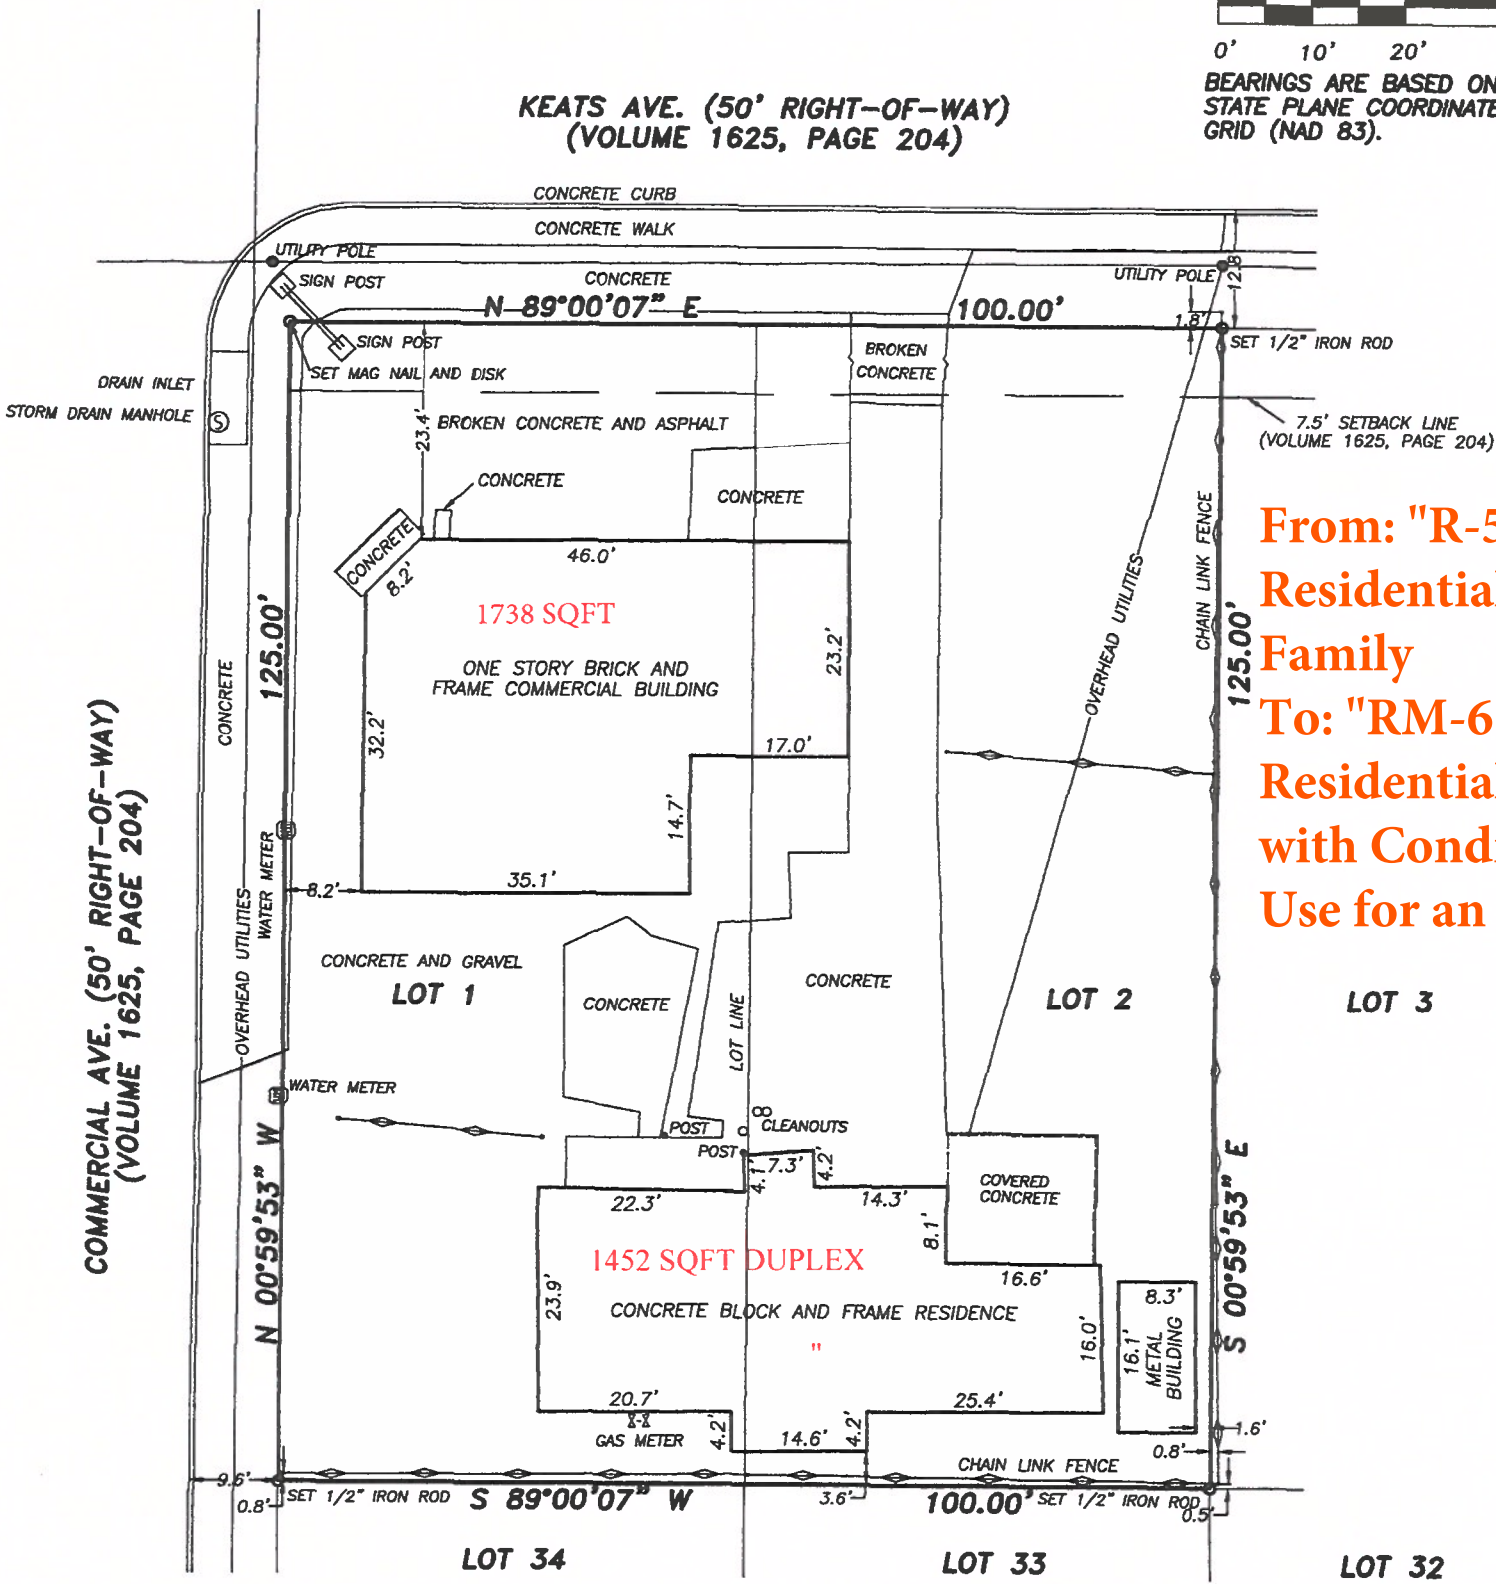 0' 10' 20'
BEARINGS ARE BASED ON
STATE PLANE COORDINATE
GRID (NAD 83).
KEATS AVE. (50' RIGHT-OF-WAY)
(VOLUME 1625, PAGE 204)
CONCRETE CURB
CONCRETE WALK
UTILITY POLE
SIGN POST
CONCRETE
UTILITY POLE
12.8'
N 89°00'07" E 100.00'
1.8'
SIGN POST
SET 1/2" IRON ROD
SET MAG NAIL AND DISK
BROKEN
CONCRETE
DRAIN INLET
STORM DRAIN MANHOLE
S
23.4'
BROKEN CONCRETE AND ASPHALT
7.5' SETBACK LINE
(VOLUME 1625, PAGE 204)
CONCRETE
CONCRETE
CONCRETE
8.2'
46.0'
1738 SQFT
ONE STORY BRICK AND
FRAME COMMERCIAL BUILDING
23.2'
32.2'
17.0'
14.7'
35.1'
8.2'
125.00'
CONCRETE
COMMERCIAL AVE. (50' RIGHT-OF-WAY)
(VOLUME 1625, PAGE 204)
OVERHEAD UTILITIES
WATER METER
OVERHEAD UTILITIES
CHAIN LINK FENCE
125.00'
From: "R-5
Residential
Family
To: "RM-6
Residential
with Condi
Use for an
CONCRETE AND GRAVEL
LOT 1
CONCRETE
LOT LINE
CONCRETE
LOT 2
LOT 3
WATER METER
POST
CLEANOUTS
POST
4.1'
7.3'
4.2'
22.3'
14.3'
8.1'
COVERED
CONCRETE
16.6'
N 00°59'53" W
S 00°59'53" E
1452 SQFT DUPLEX
CONCRETE BLOCK AND FRAME RESIDENCE
"
23.9'
16.0'
8.3'
16.1'
METAL
BUILDING
20.7'
GAS METER
4.2'
14.6'
4.2'
25.4'
1.6'
0.8'
CHAIN LINK FENCE
9.6'
0.8'
SET 1/2" IRON ROD
S 89°00'07" W
3.6'
100.00'
SET 1/2" IRON ROD
0.5'
LOT 34
LOT 33
LOT 32